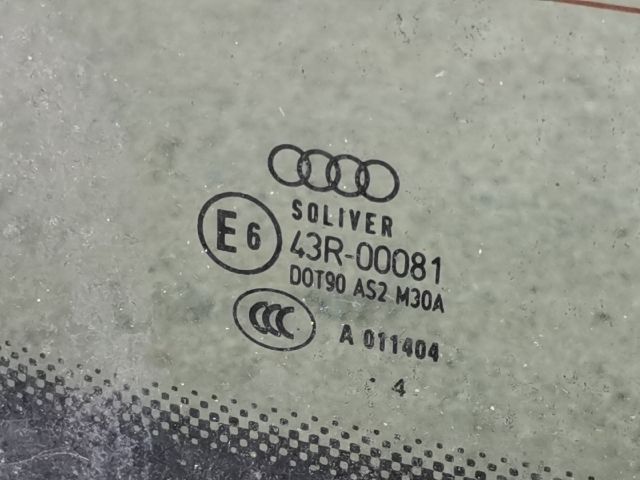 SOLIVER
E6
43R-00081
DOT90 AS2 M30A
CCC
A 011404
. 4